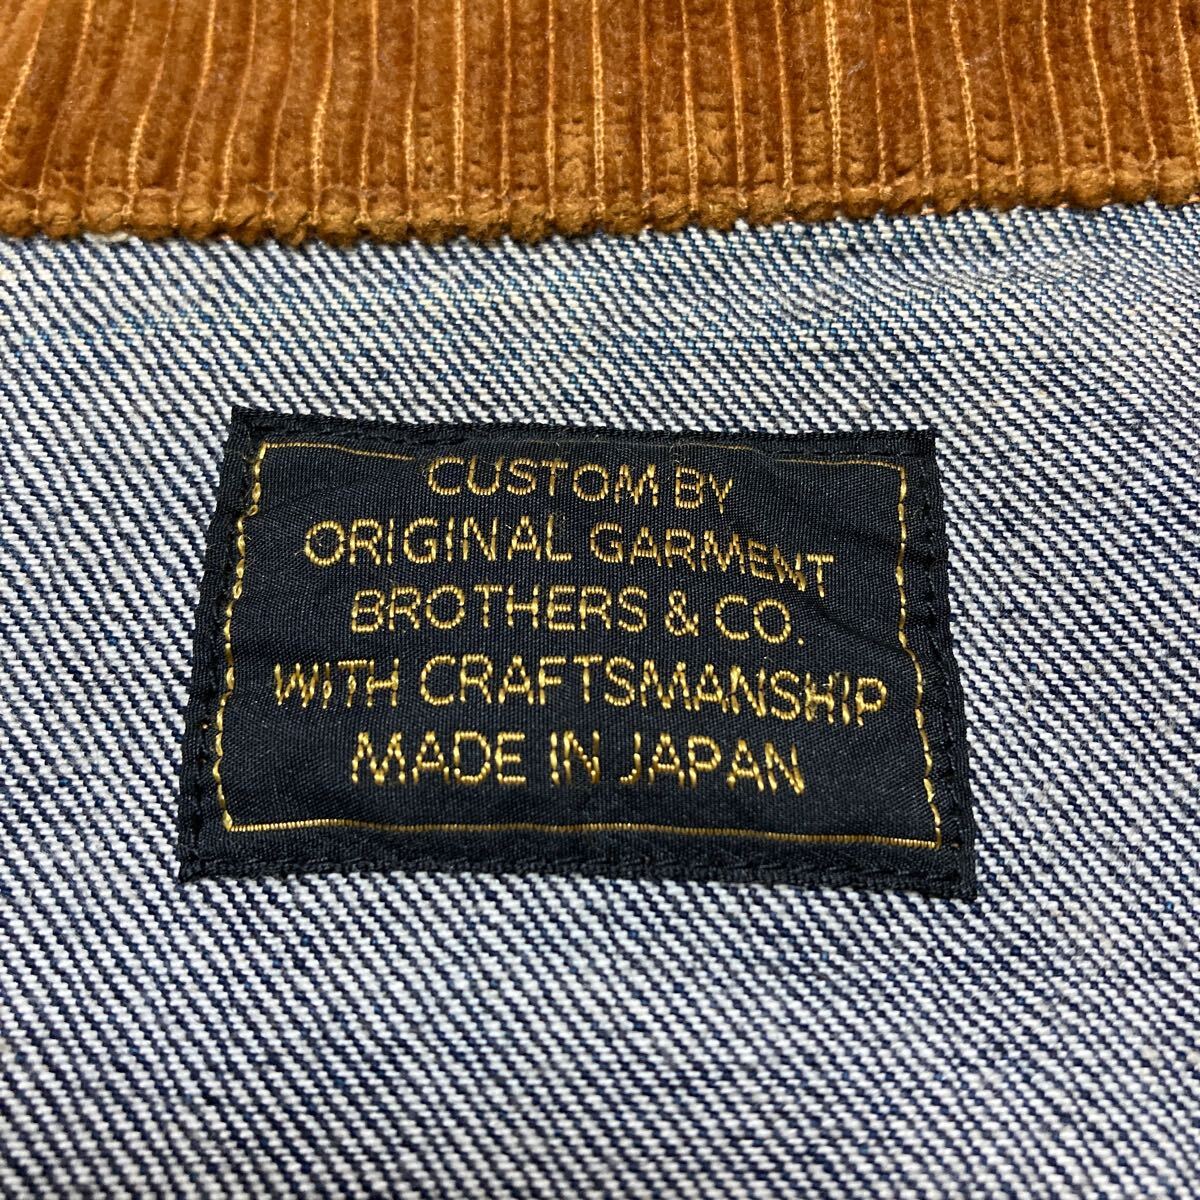 CUSTOM BY
ORIGINAL GARMENT
BROTHERS & CO.
WITH CRAFTSMANSHIP
MADE IN JAPAN